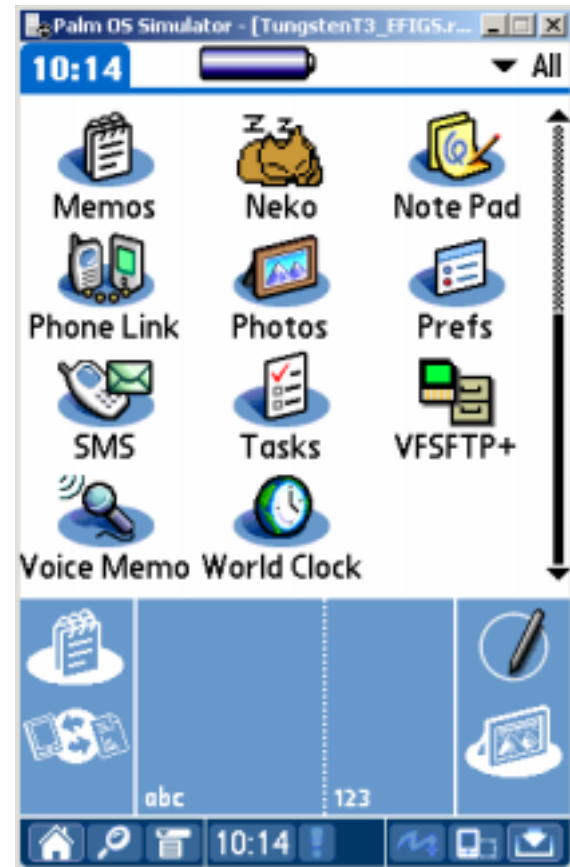 Palm OS Simulator - [TungstenT3_EFIGS.r...
10:14
All
Memos Neko Note Pad
Phone Link Photos Prefs
SMS Tasks VFSFTP+
Voice Memo World Clock
abc 123
10:14